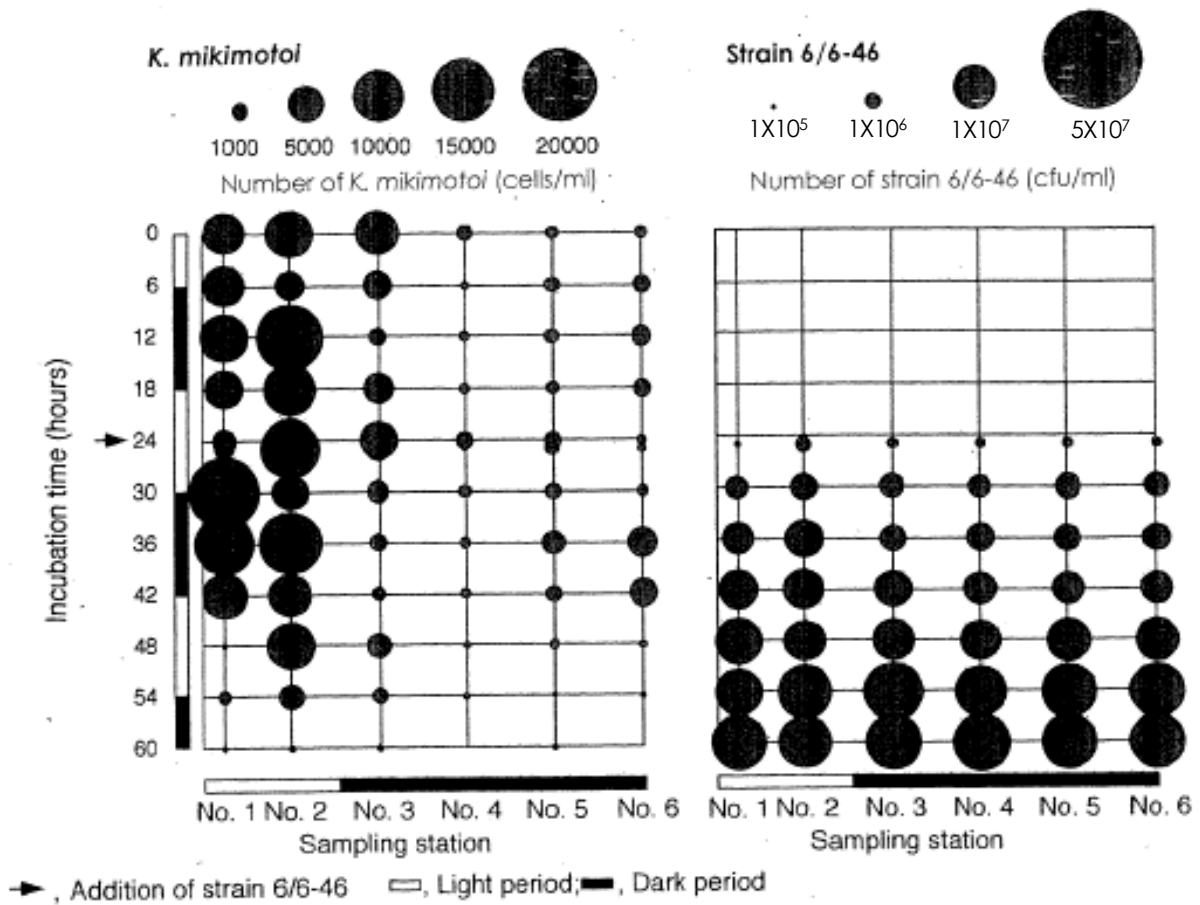 K. mikimotoi
1000 5000 10000 15000 20000
Number of K. mikimotoi (cells/ml)
Strain 6/6-46
1X10⁵ 1X10⁶ 1X10⁷ 5X10⁷
Number of strain 6/6-46 (cfu/ml)
Incubation time (hours)
0
6
12
18
24
30
36
42
48
54
60
No. 1 No. 2 No. 3 No. 4 No. 5 No. 6
Sampling station
No. 1 No. 2 No. 3 No. 4 No. 5 No. 6
Sampling station
, Addition of strain 6/6-46 , Light period; , Dark period